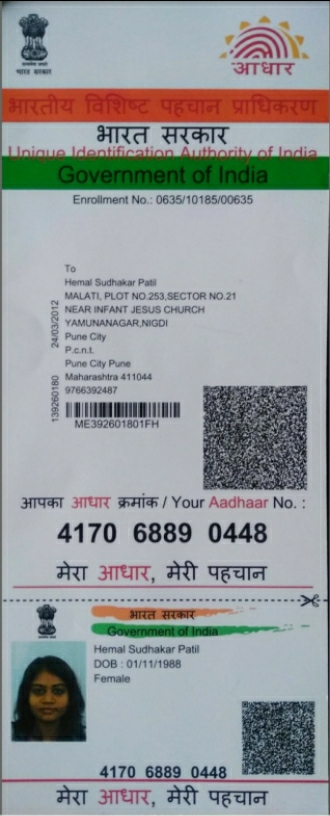 भारत सरकार
आधार
भारतीय विशिष्ट पहचान प्राधिकरण
भारत सरकार
Unique Identification Authority of India
Government of India
Enrollment No.: 0635/10185/00635
To
Hemal Sudhakar Patil
MALATI, PLOT NO.253,SECTOR NO.21
NEAR INFANT JESUS CHURCH
YAMUNANAGAR,NIGDI
Pune City
P.c.n.t.
Pune City Pune
Maharashtra 411044
9766392487
139260180 24/03/2012
ME392601801FH
आपका आधार क्रमांक / Your Aadhaar No. :
4170 6889 0448
मेरा आधार, मेरी पहचान
भारत सरकार
Government of India
Hemal Sudhakar Patil
DOB : 01/11/1988
Female
4170 6889 0448
मेरा आधार, मेरी पहचान